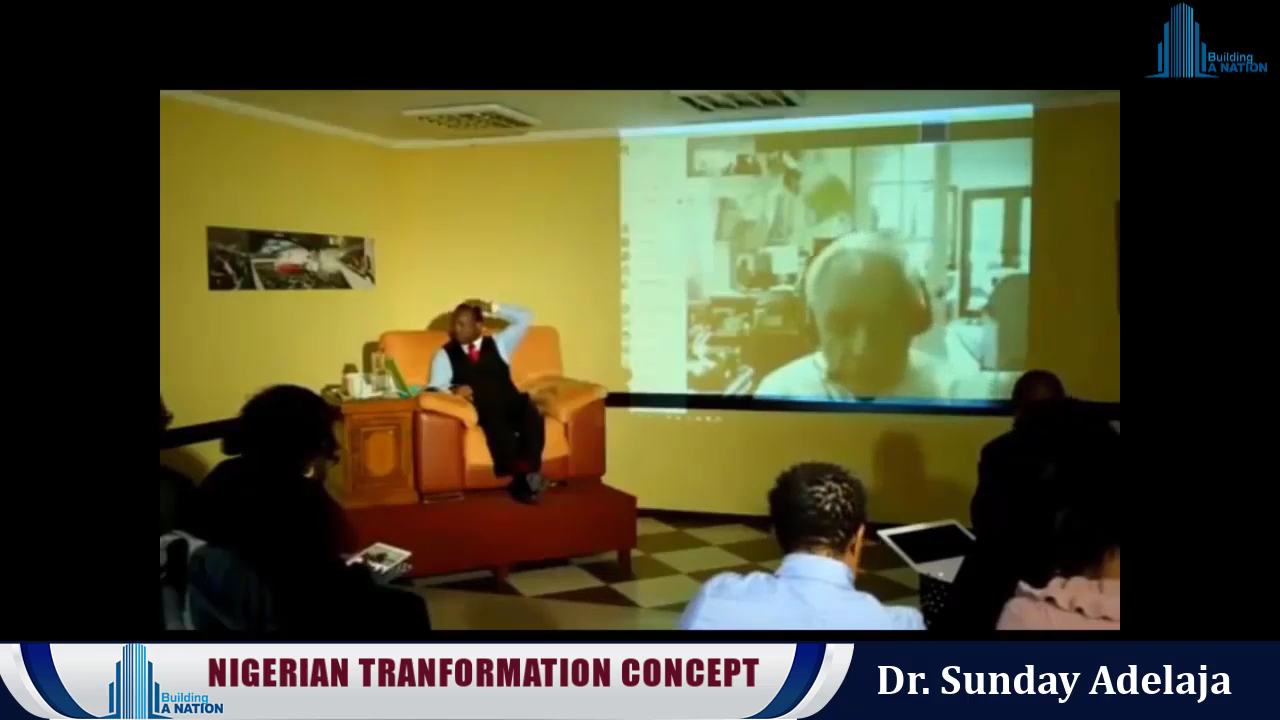 Building
A NATION
NIGERIAN TRANFORMATION CONCEPT
Building
A NATION
Dr. Sunday Adelaja